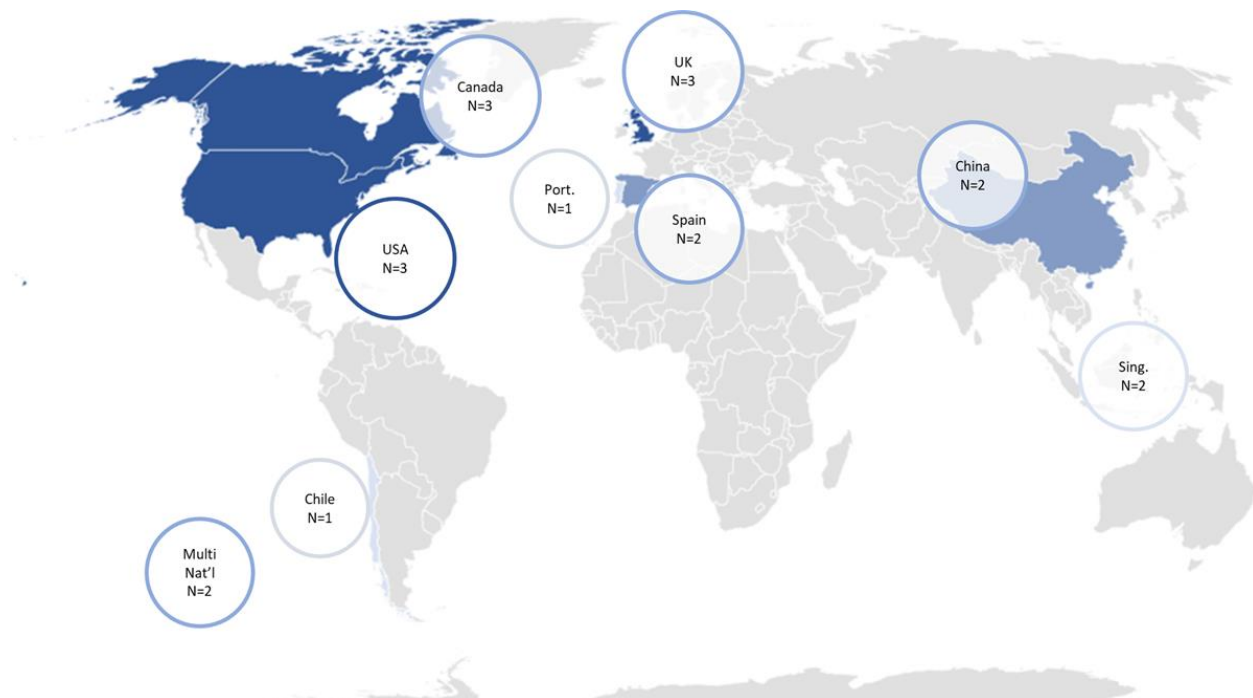 Canada
N=3
UK
N=3
China
N=2
Port.
N=1
Spain
N=2
USA
N=3
Sing.
N=2
Chile
N=1
Multi
Nat’l
N=2